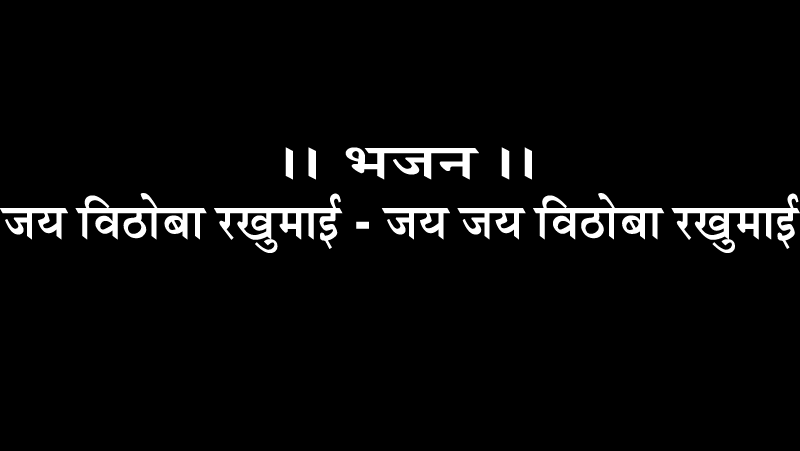 ।। भजन ।।
जय विठोबा रखुमाई - जय जय विठोबा रखुमाई